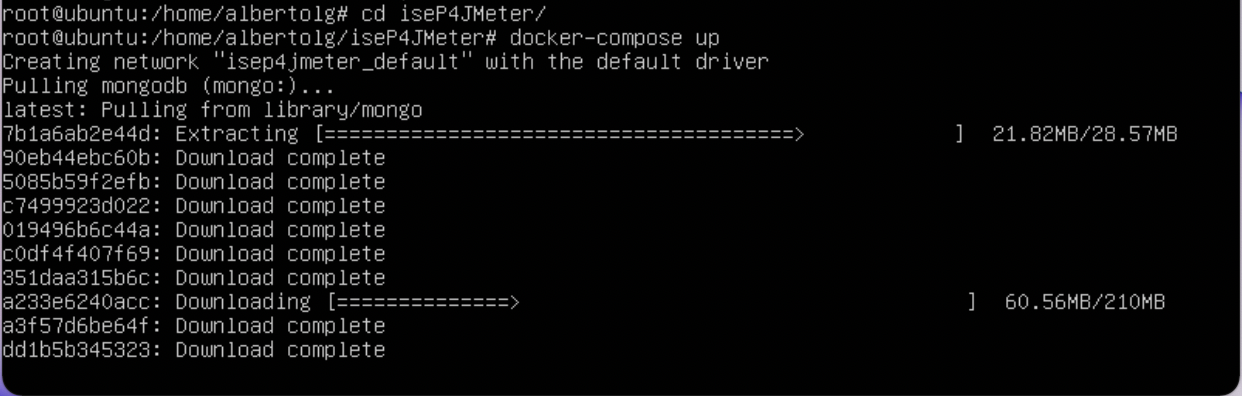 root@ubuntu:/home/albertolg# cd iseP4JMeter/
root@ubuntu:/home/albertolg/iseP4JMeter# docker-compose up
Creating network "isep4jmeter_default" with the default driver
Pulling mongodb (mongo:)...
latest: Pulling from library/mongo
7b1a6ab2e44d: Extracting [======================================>            ]  21.82MB/28.57MB
90eb44ebc60b: Download complete
5085b59f2efb: Download complete
c7499923d022: Download complete
019496b6c44a: Download complete
c0df4f407f69: Download complete
351daa315b6c: Download complete
a233e6240acc: Downloading [==============>                                    ]  60.56MB/210MB
a3f57d6be64f: Download complete
dd1b5b345323: Download complete